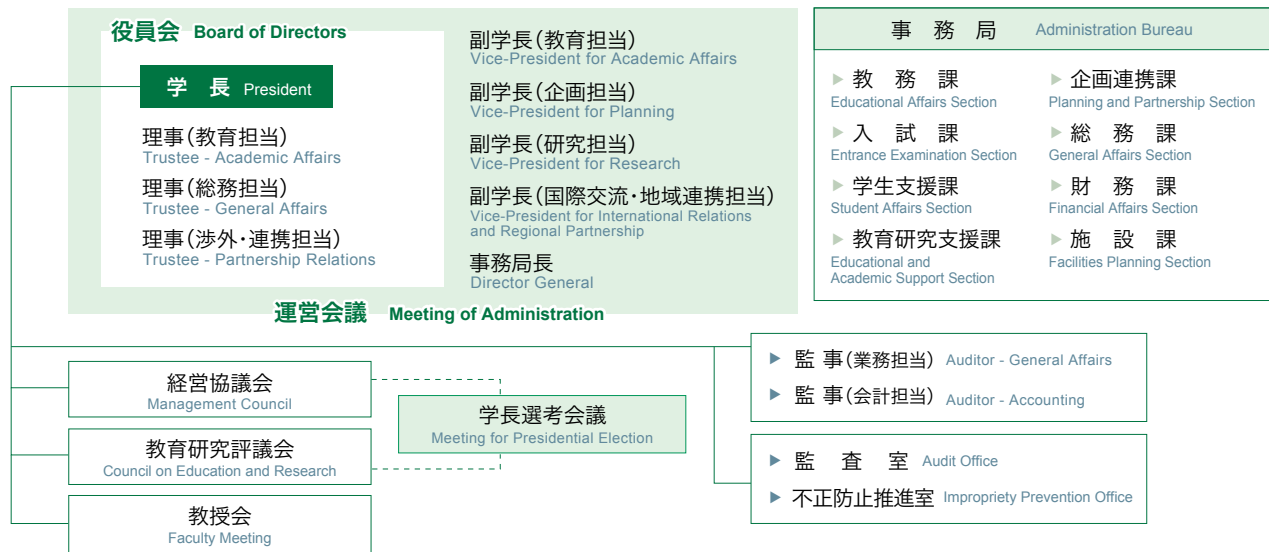 役員会 Board of Directors
学 長 President
理事(教育担当)
Trustee - Academic Affairs
理事(総務担当)
Trustee - General Affairs
理事(渉外・連携担当)
Trustee - Partnership Relations
副学長(教育担当)
Vice-President for Academic Affairs
副学長(企画担当)
Vice-President for Planning
副学長(研究担当)
Vice-President for Research
副学長(国際交流・地域連携担当)
Vice-President for International Relations
and Regional Partnership
事務局長
Director General
運営会議 Meeting of Administration
事 務 局 Administration Bureau
▶ 教 務 課
Educational Affairs Section
▶ 入 試 課
Entrance Examination Section
▶ 学生支援課
Student Affairs Section
▶ 教育研究支援課
Educational and
Academic Support Section
▶ 企画連携課
Planning and Partnership Section
▶ 総 務 課
General Affairs Section
▶ 財 務 課
Financial Affairs Section
▶ 施 設 課
Facilities Planning Section
経営協議会
Management Council
教育研究評議会
Council on Education and Research
教授会
Faculty Meeting
学長選考会議
Meeting for Presidential Election
▶ 監 事(業務担当) Auditor - General Affairs
▶ 監 事(会計担当) Auditor - Accounting
▶ 監 査 室 Audit Office
▶ 不正防止推進室 Impropriety Prevention Office